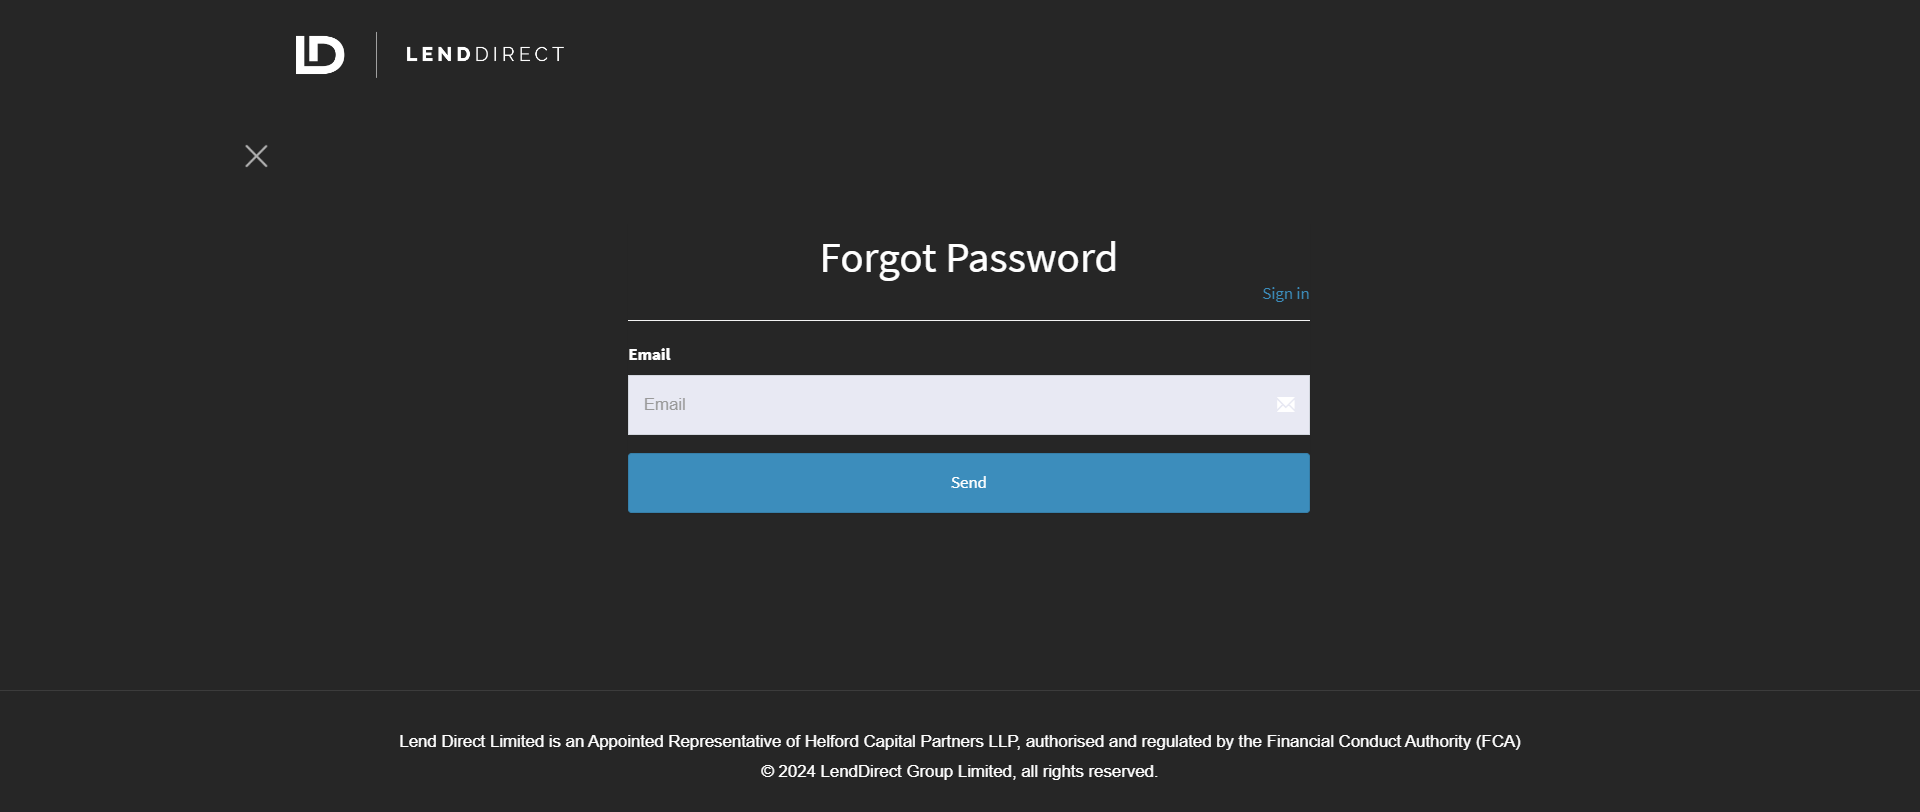 LD
LENDDIRECT
Forgot Password
Sign in
Email
Email
Send
Lend Direct Limited is an Appointed Representative of Helford Capital Partners LLP, authorised and regulated by the Financial Conduct Authority (FCA)
© 2024 LendDirect Group Limited, all rights reserved.